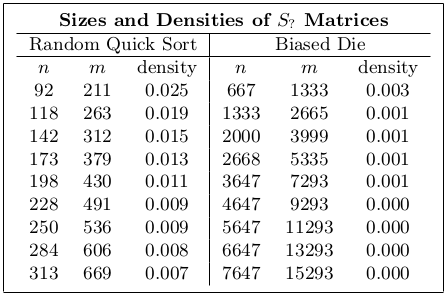 Sizes and Densities of S? Matrices
Random Quick Sort Biased Die
n m density n m density
92 211 0.025 667 1333 0.003
118 263 0.019 1333 2665 0.001
142 312 0.015 2000 3999 0.001
173 379 0.013 2668 5335 0.001
198 430 0.011 3647 7293 0.001
228 491 0.009 4647 9293 0.000
250 536 0.009 5647 11293 0.000
284 606 0.008 6647 13293 0.000
313 669 0.007 7647 15293 0.000